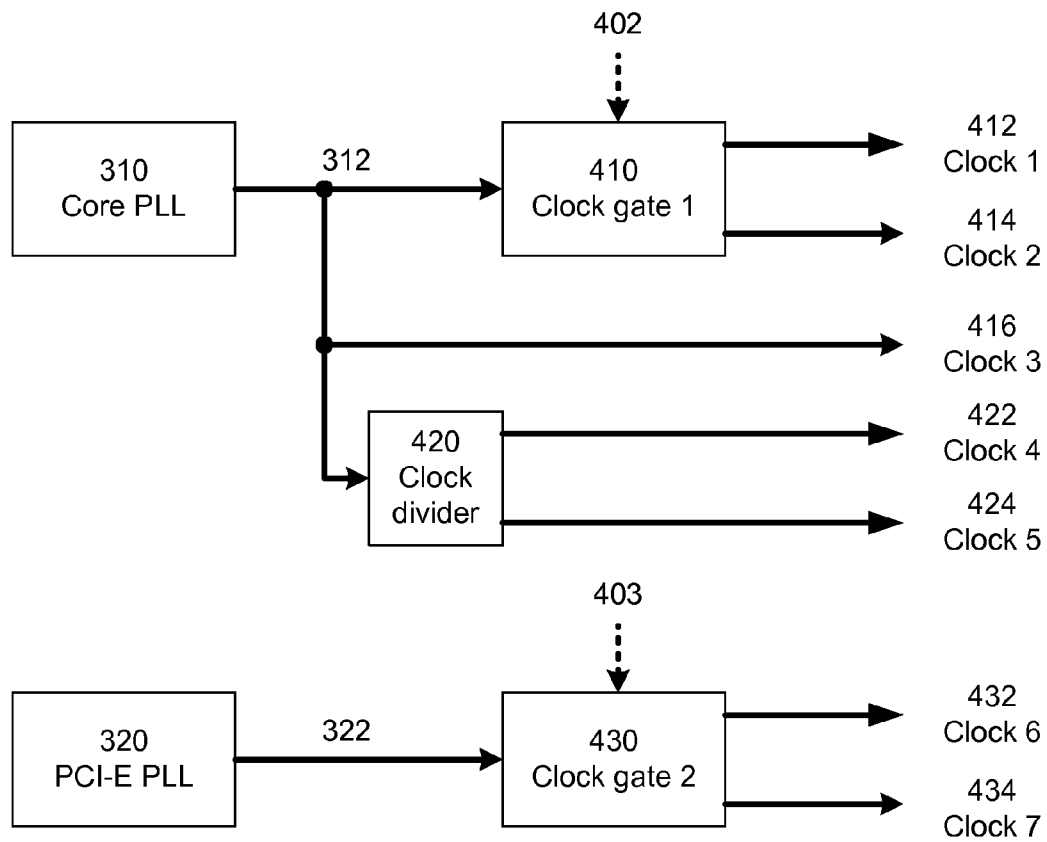 402
310
Core PLL
312
410
Clock gate 1
412
Clock 1
414
Clock 2
416
Clock 3
420
Clock
divider
422
Clock 4
424
Clock 5
403
320
PCI-E PLL
322
430
Clock gate 2
432
Clock 6
434
Clock 7